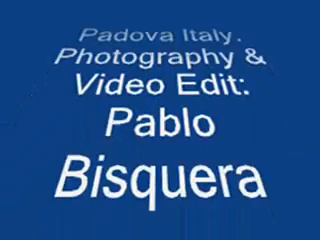 Padova Italy.
Photography &
Video Edit:
Pablo
Bisquera